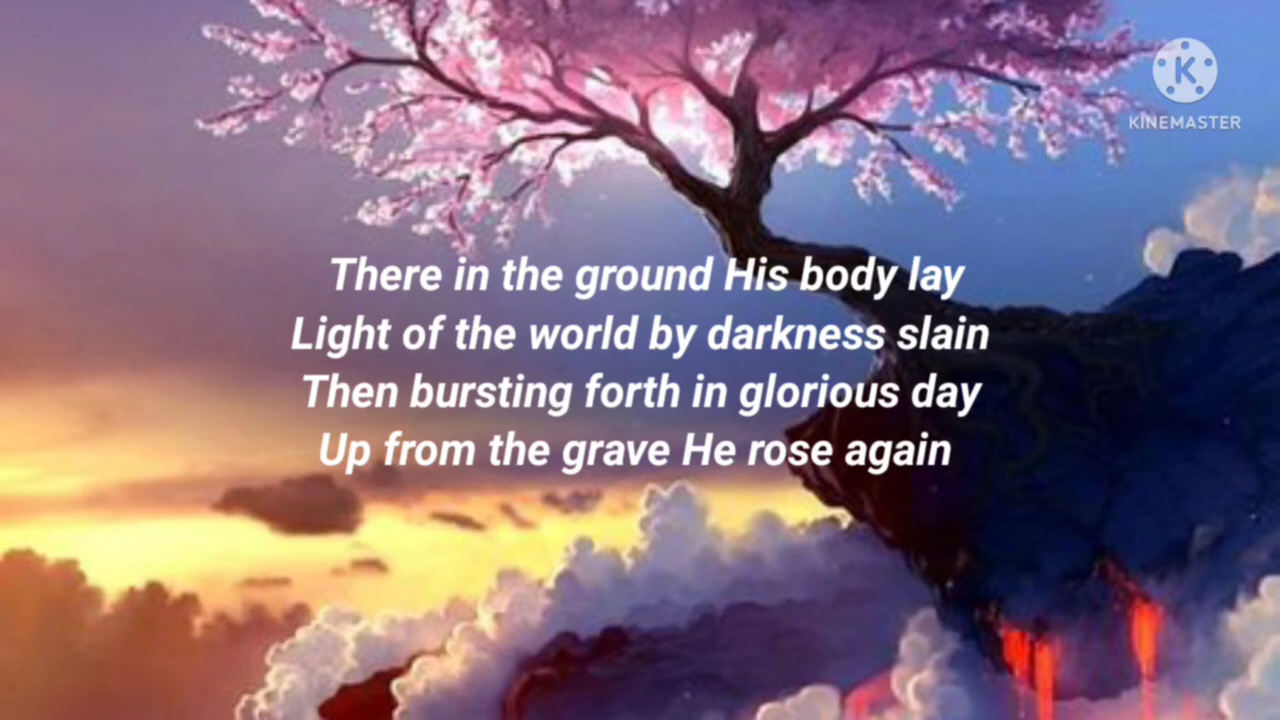 KINEMASTER
There in the ground His body lay
Light of the world by darkness slain
Then bursting forth in glorious day
Up from the grave He rose again